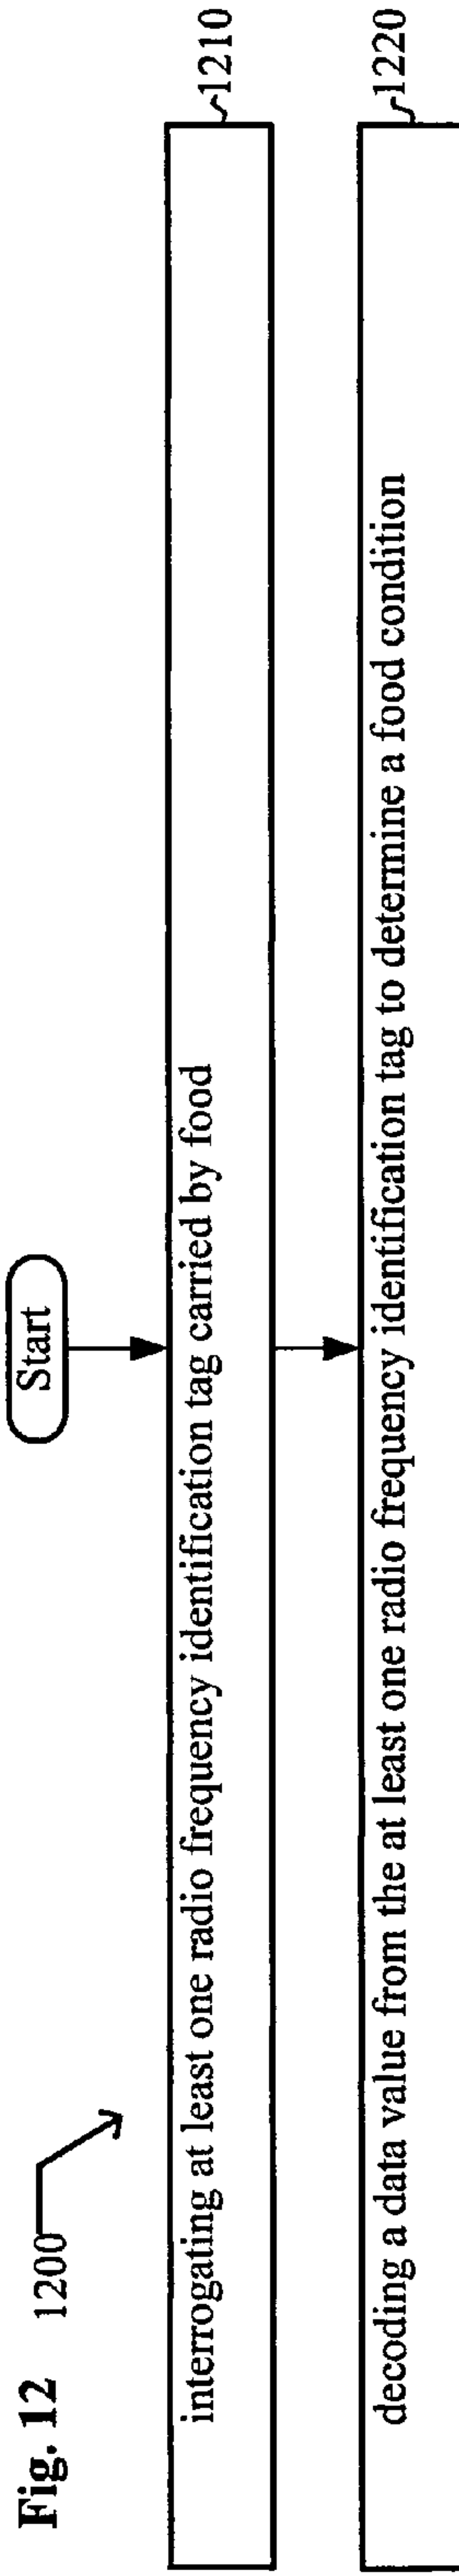 Fig. 12 1200
Start
interrogating at least one radio frequency identification tag carried by food
1210
decoding a data value from the at least one radio frequency identification tag to determine a food condition
1220